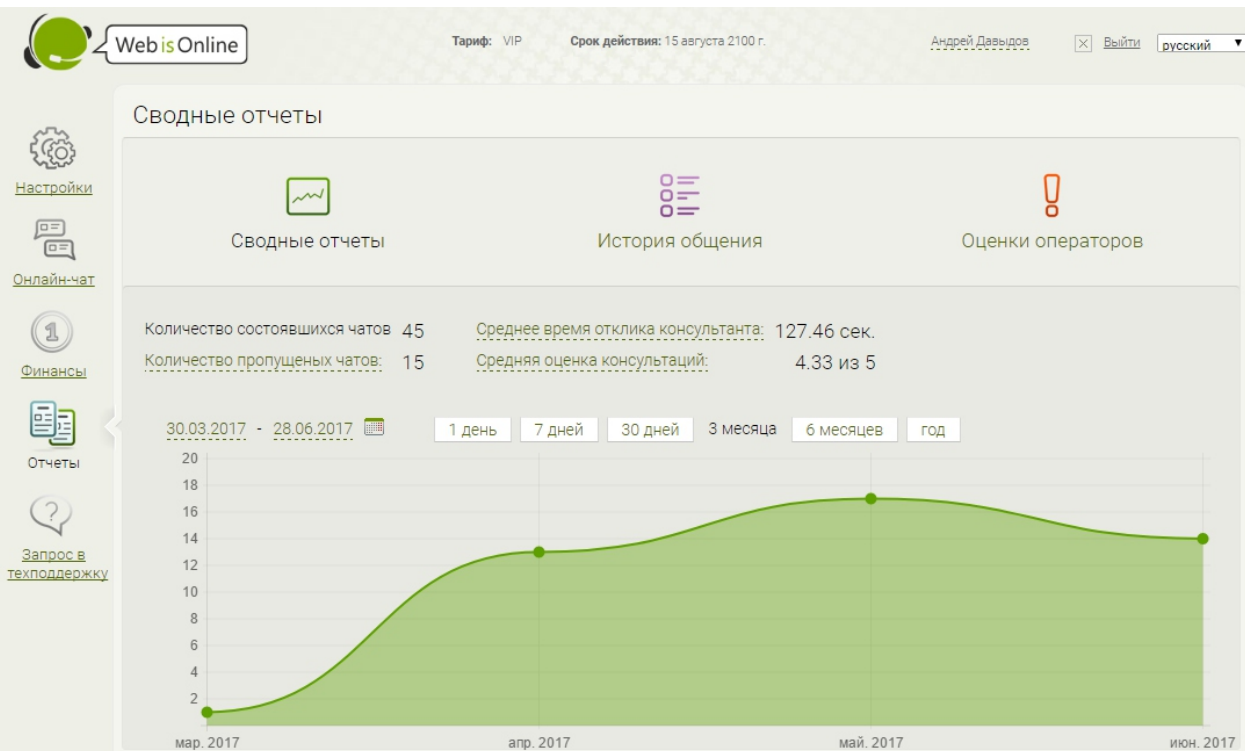 Web is Online
Тариф: VIP Срок действия: 15 августа 2100 г. Андрей Давыдов Выйти русский
Сводные отчеты
Настройки
Онлайн-чат
1
Финансы
Отчеты
?
Запрос в
техподдержку
Сводные отчеты История общения Оценки операторов
Количество состоявшихся чатов 45 Среднее время отклика консультанта: 127.46 сек.
Количество пропущеных чатов: 15 Средняя оценка консультаций: 4.33 из 5
30.03.2017 - 28.06.2017 1 день 7 дней 30 дней 3 месяца 6 месяцев год
20
18
16
14
12
10
8
6
4
2
мар. 2017 апр. 2017 май. 2017 июн. 2017